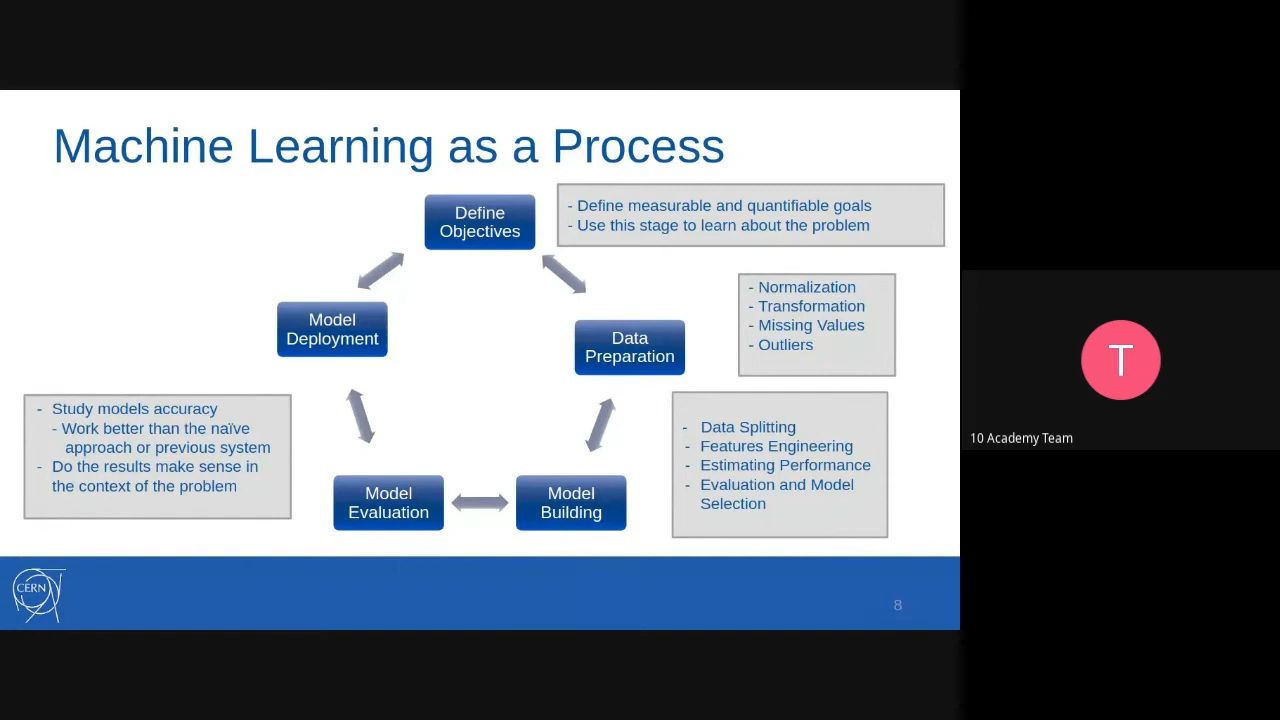 Machine Learning as a Process
Define
Objectives
- Define measurable and quantifiable goals
- Use this stage to learn about the problem
- Normalization
- Transformation
- Missing Values
- Outliers
Model
Deployment
Data
Preparation
- Study models accuracy
- Work better than the naïve
approach or previous system
- Do the results make sense in
the context of the problem
- Data Splitting
- Features Engineering
- Estimating Performance
- Evaluation and Model
Selection
Model
Evaluation
Model
Building
CERN
8
T
10 Academy Team